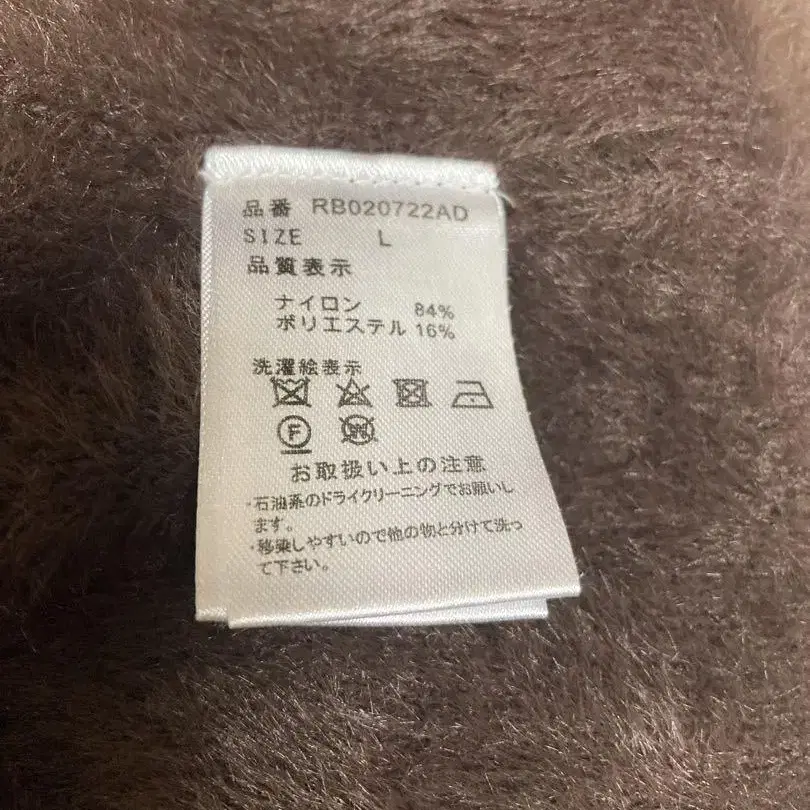 品番 RB020722AD
SIZE L
品質表示
ナイロン 84%
ポリエステル 16%
洗濯絵表示
F
W
お取扱い上の注意
・石油系のドライクリーニングでお願いし
ます。
・移染しやすいので他の物と分けて洗っ
て下さい。